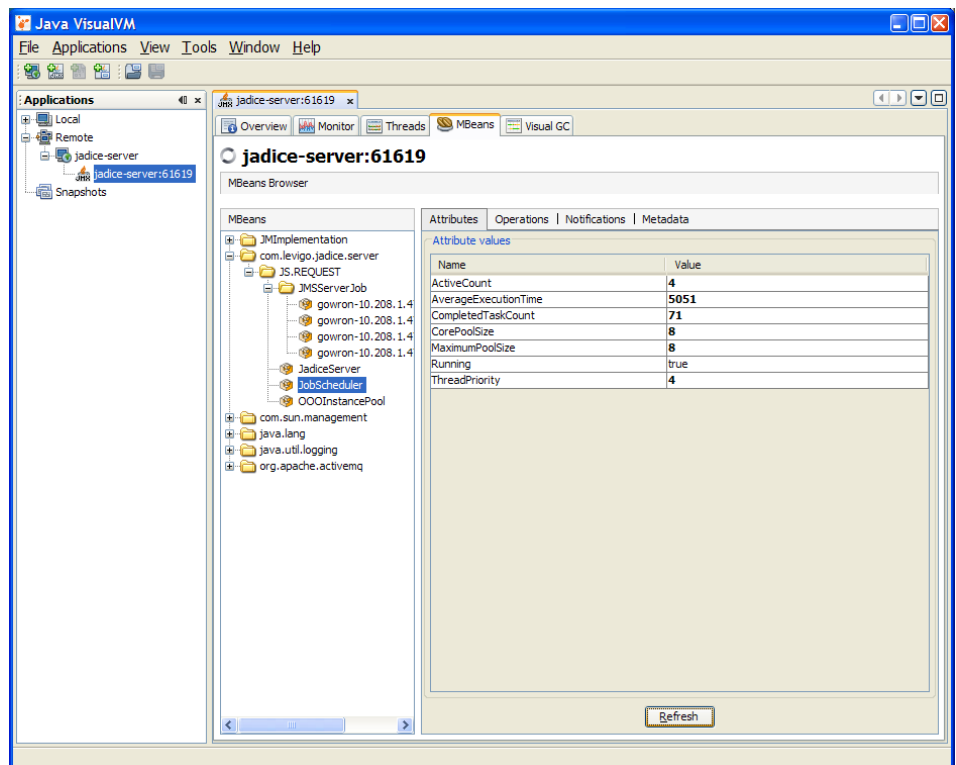 Java VisualVM
File Applications View Tools Window Help
Applications
Local
Remote
jadice-server
jadice-server:61619
Snapshots
jadice-server:61619
Overview Monitor Threads MBeans Visual GC
jadice-server:61619
MBeans Browser
MBeans
JMImplementation
com.levigo.jadice.server
JS.REQUEST
JMSServerJob
gowron-10.208.1.4
gowron-10.208.1.4
gowron-10.208.1.4
gowron-10.208.1.4
JadiceServer
JobScheduler
OOOInstancePool
com.sun.management
java.lang
java.util.logging
org.apache.activemq
Attributes Operations Notifications Metadata
Attribute values
Name Value
ActiveCount 4
AverageExecutionTime 5051
CompletedTaskCount 71
CorePoolSize 8
MaximumPoolSize 8
Running true
ThreadPriority 4
Refresh